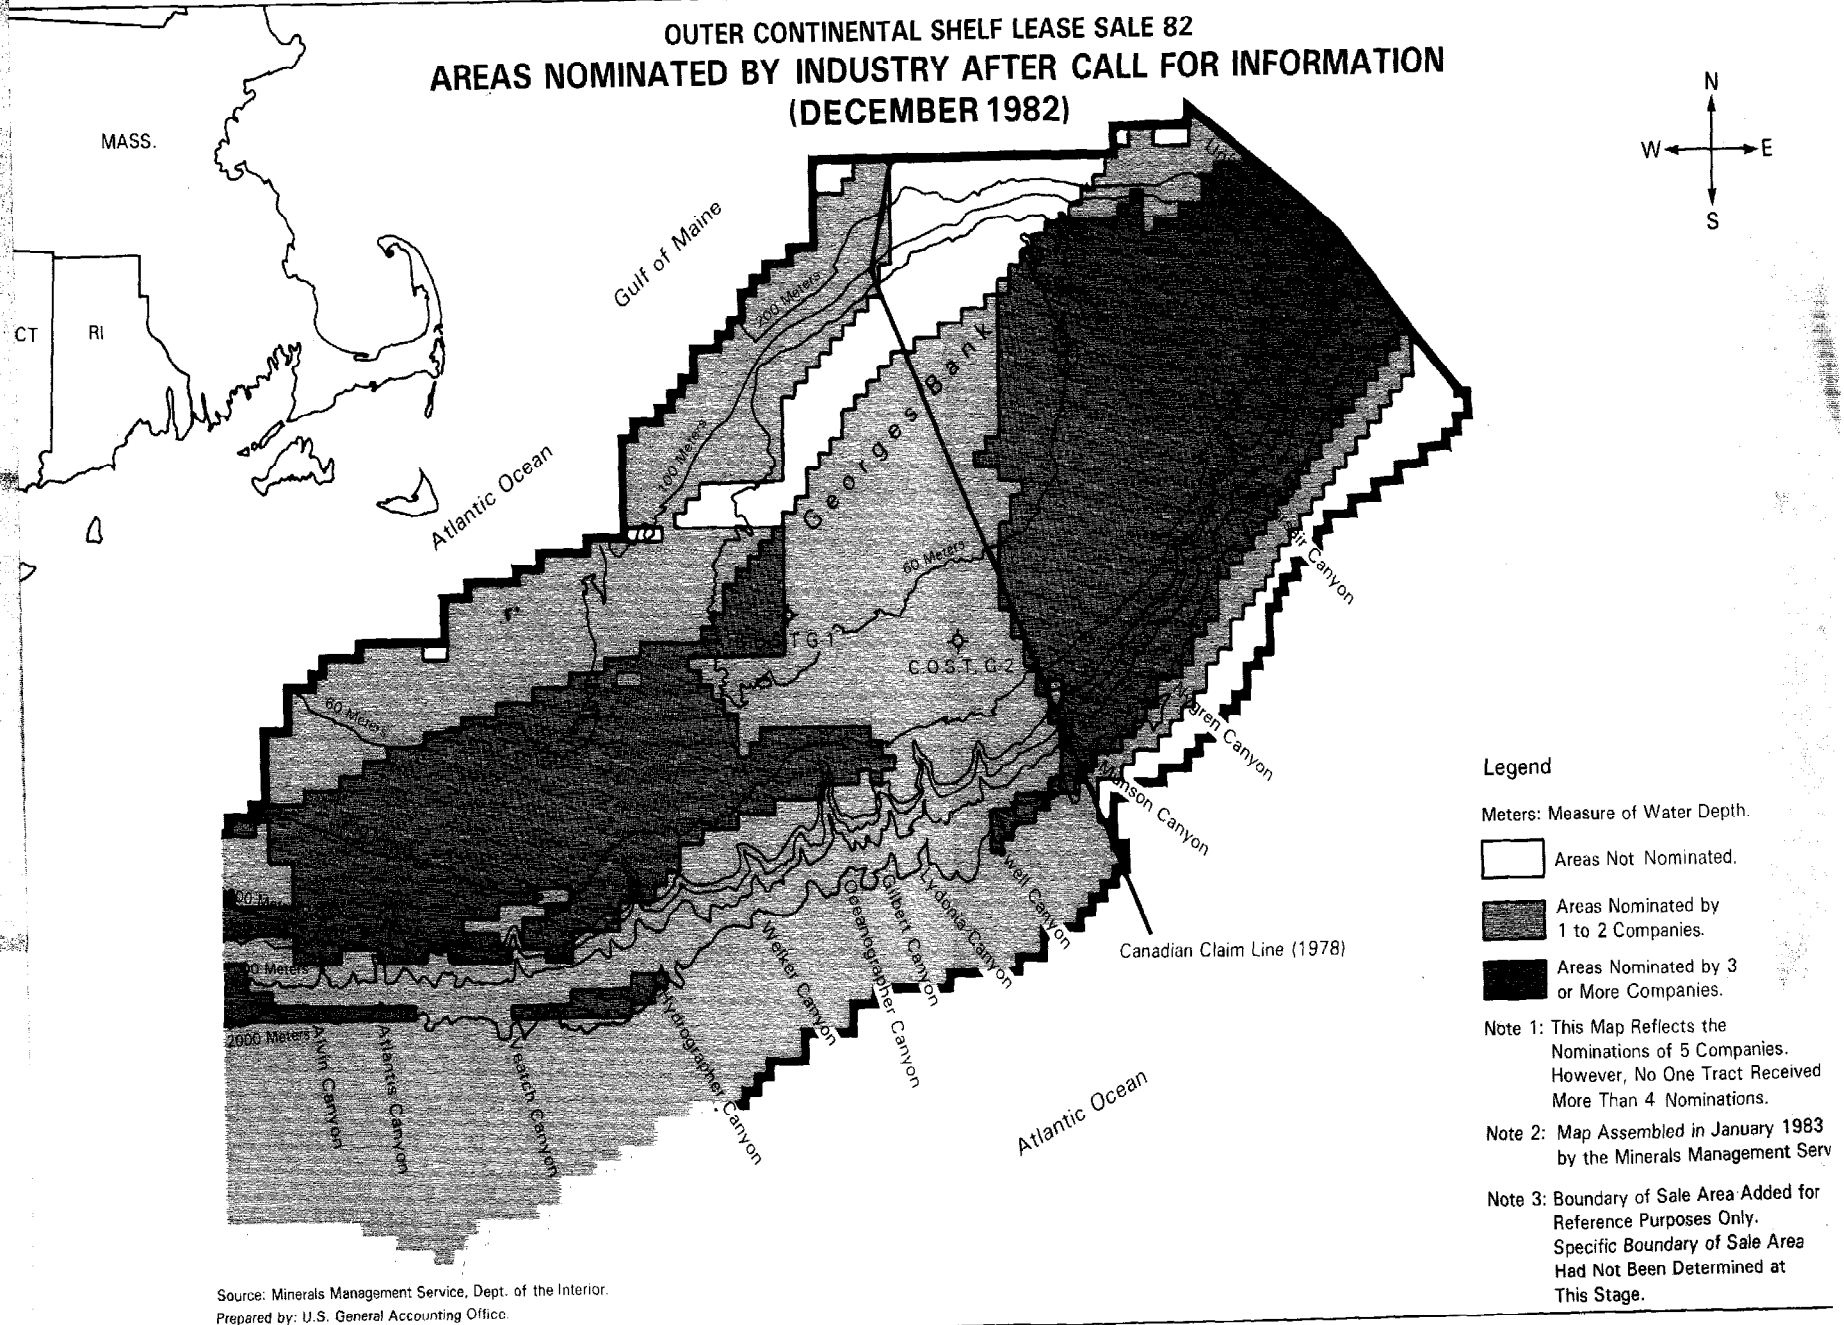 OUTER CONTINENTAL SHELF LEASE SALE 82
AREAS NOMINATED BY INDUSTRY AFTER CALL FOR INFORMATION
(DECEMBER 1982)
N
W E
S
MASS.
CT
RI
Gulf of Maine
Atlantic Ocean
200 Meters
100 Meters
Georges Bank
60 Meters
C.O.S.T. G-2
60 Meters
Canyon
Canyon
Munson Canyon
Canyon
Lydonia Canyon
Gilbert Canyon
Oceanographer Canyon
Welker Canyon
Hydrographer Canyon
Veatch Canyon
Atlantis Canyon
Alvin Canyon
Meters
2000 Meters
Canadian Claim Line (1978)
Atlantic Ocean
Legend
Meters: Measure of Water Depth.
Areas Not Nominated.
Areas Nominated by
1 to 2 Companies.
Areas Nominated by 3
or More Companies.
Note 1: This Map Reflects the
Nominations of 5 Companies.
However, No One Tract Received
More Than 4 Nominations.
Note 2: Map Assembled in January 1983
by the Minerals Management Serv
Note 3: Boundary of Sale Area Added for
Reference Purposes Only.
Specific Boundary of Sale Area
Had Not Been Determined at
This Stage.
Source: Minerals Management Service, Dept. of the Interior.
Prepared by: U.S. General Accounting Office.